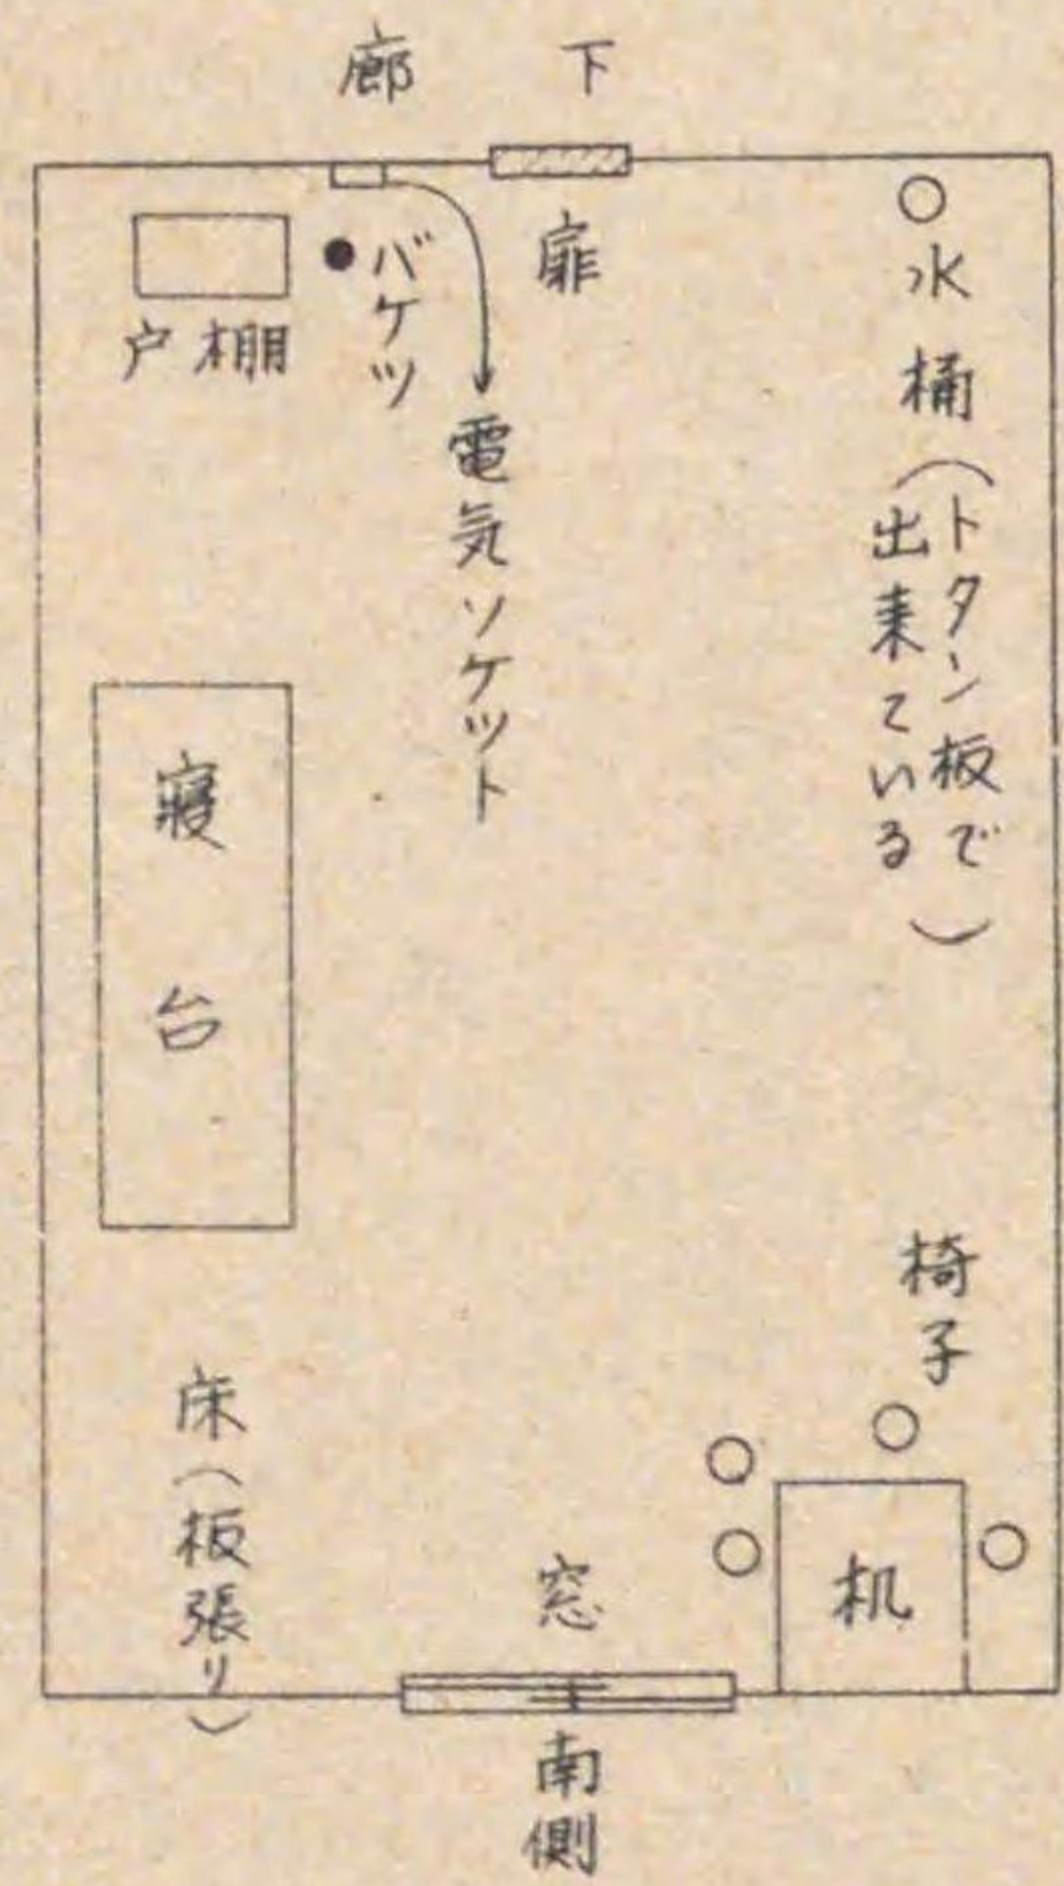 廊下
扉
水桶(トタン板で
出来ている)
バケツ
戸棚
電気ソケット
寝台
椅子
机
床(板張リ)
窓
南側